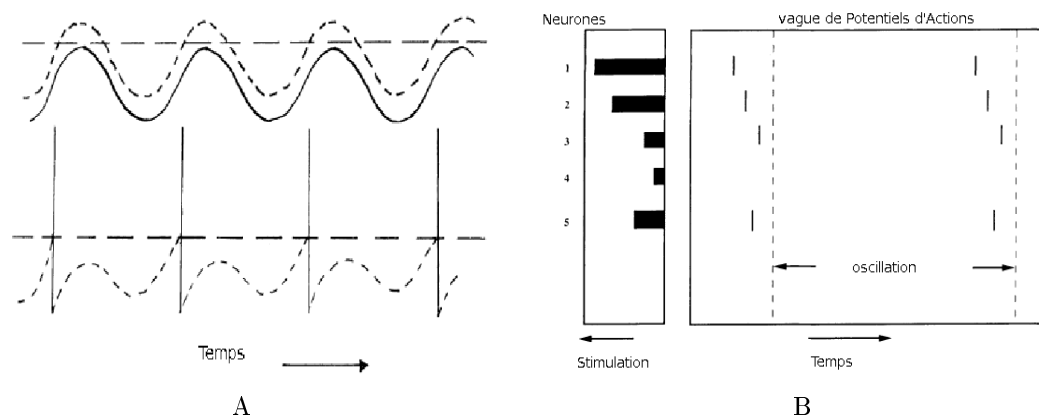 Neurones
vague de Potentiels d'Actions
1
2
3
4
5
oscillation
Temps
Stimulation
Temps
A
B